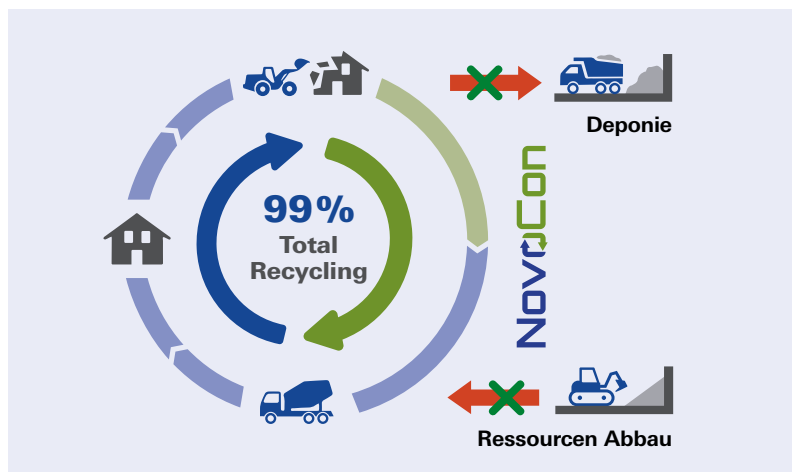 99%
Total
Recycling
Deponie
NovoCon
Ressourcen Abbau